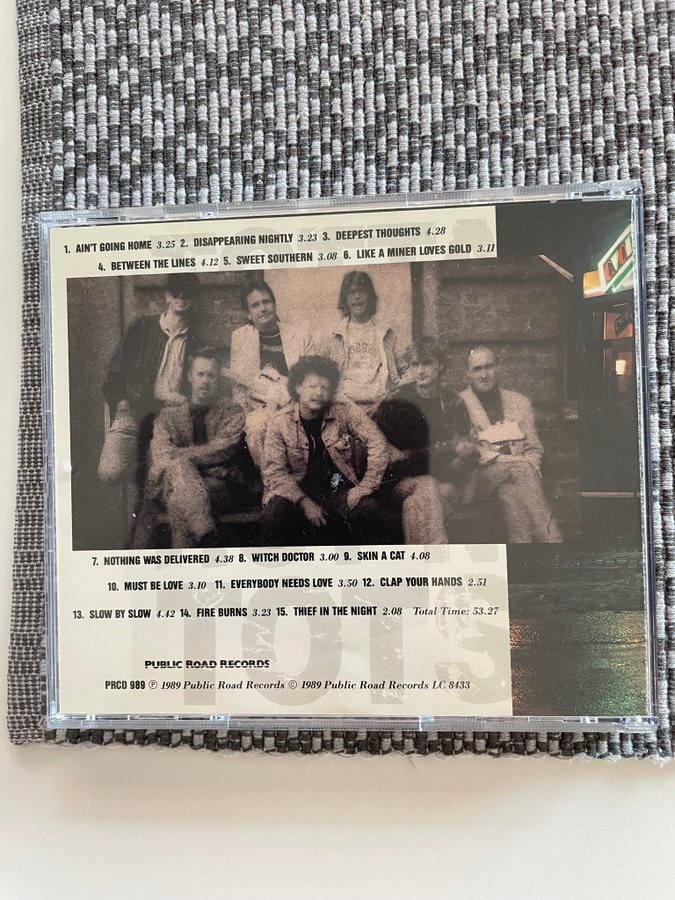 1. AIN'T GOING HOME 3.25 2. DISAPPEARING NIGHTLY 3.23 3. DEEPEST THOUGHTS 4.28
4. BETWEEN THE LINES 4.12 5. SWEET SOUTHERN 3.08 6. LIKE A MINER LOVES GOLD 3.11
7. NOTHING WAS DELIVERED 4.38 8. WITCH DOCTOR 3.00 9. SKIN A CAT 4.08
10. MUST BE LOVE 3.10 11. EVERYBODY NEEDS LOVE 3.50 12. CLAP YOUR HANDS 2.51
13. SLOW BY SLOW 4.42 14. FIRE BURNS 3.23 15. THIEF IN THE NIGHT 2.08 Total Time: 53.27
PUBLIC ROAD RECORDS
PRCD 989 ℗ 1989 Public Road Records © 1989 Public Road Records LC 8433